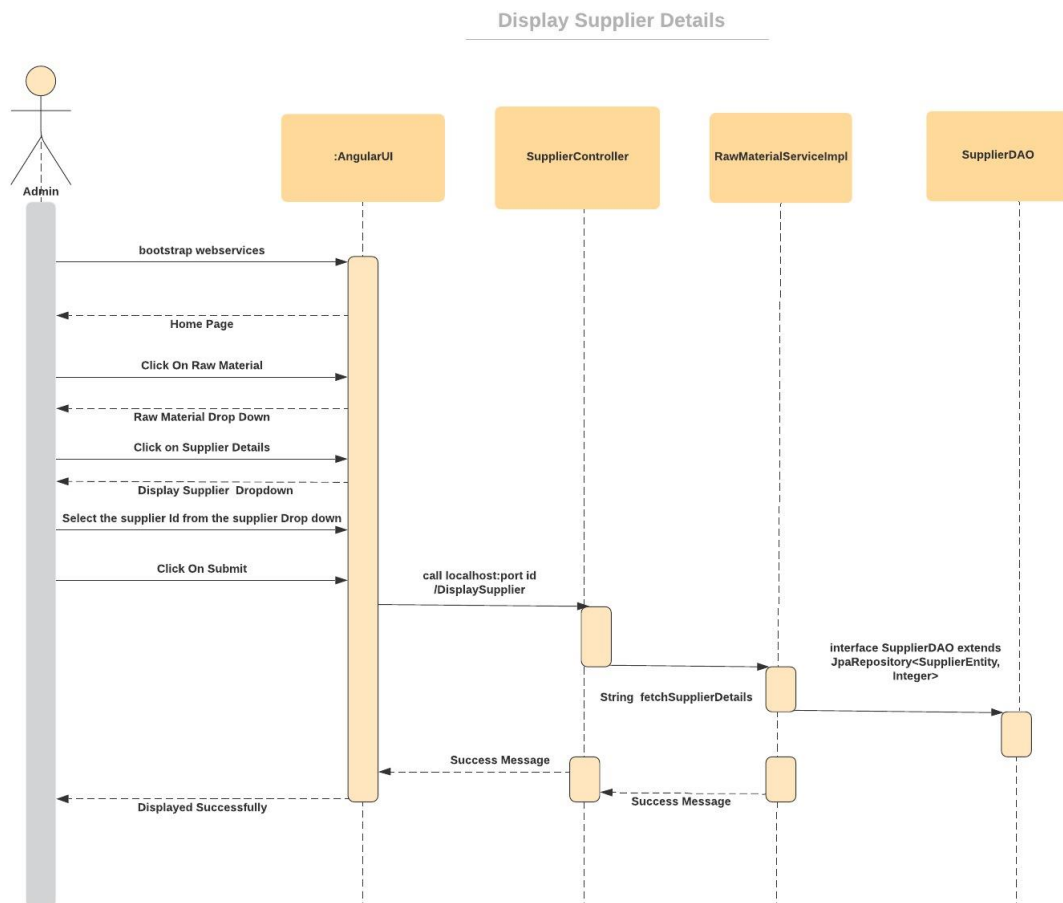 Display Supplier Details
:AngularUI
SupplierController
RawMaterialServiceImpl
SupplierDAO
Admin
bootstrap webservices
Home Page
Click On Raw Material
Raw Material Drop Down
Click on Supplier Details
Display Supplier Dropdown
Select the supplier Id from the supplier Drop down
Click On Submit
call localhost:port id
/DisplaySupplier
interface SupplierDAO extends
JpaRepository<SupplierEntity,
Integer>
String fetchSupplierDetails
Success Message
Success Message
Displayed Successfully